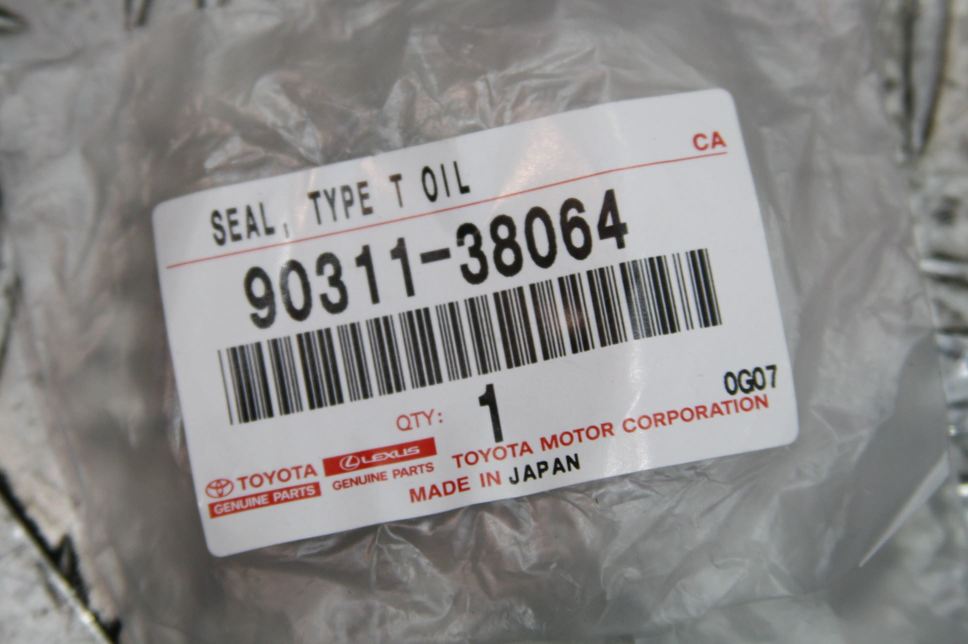 CA
SEAL, TYPE T OIL
90311-38064
QTY: 1
0G07
TOYOTA
GENUINE PARTS
LEXUS
GENUINE PARTS
TOYOTA MOTOR CORPORATION
MADE IN JAPAN